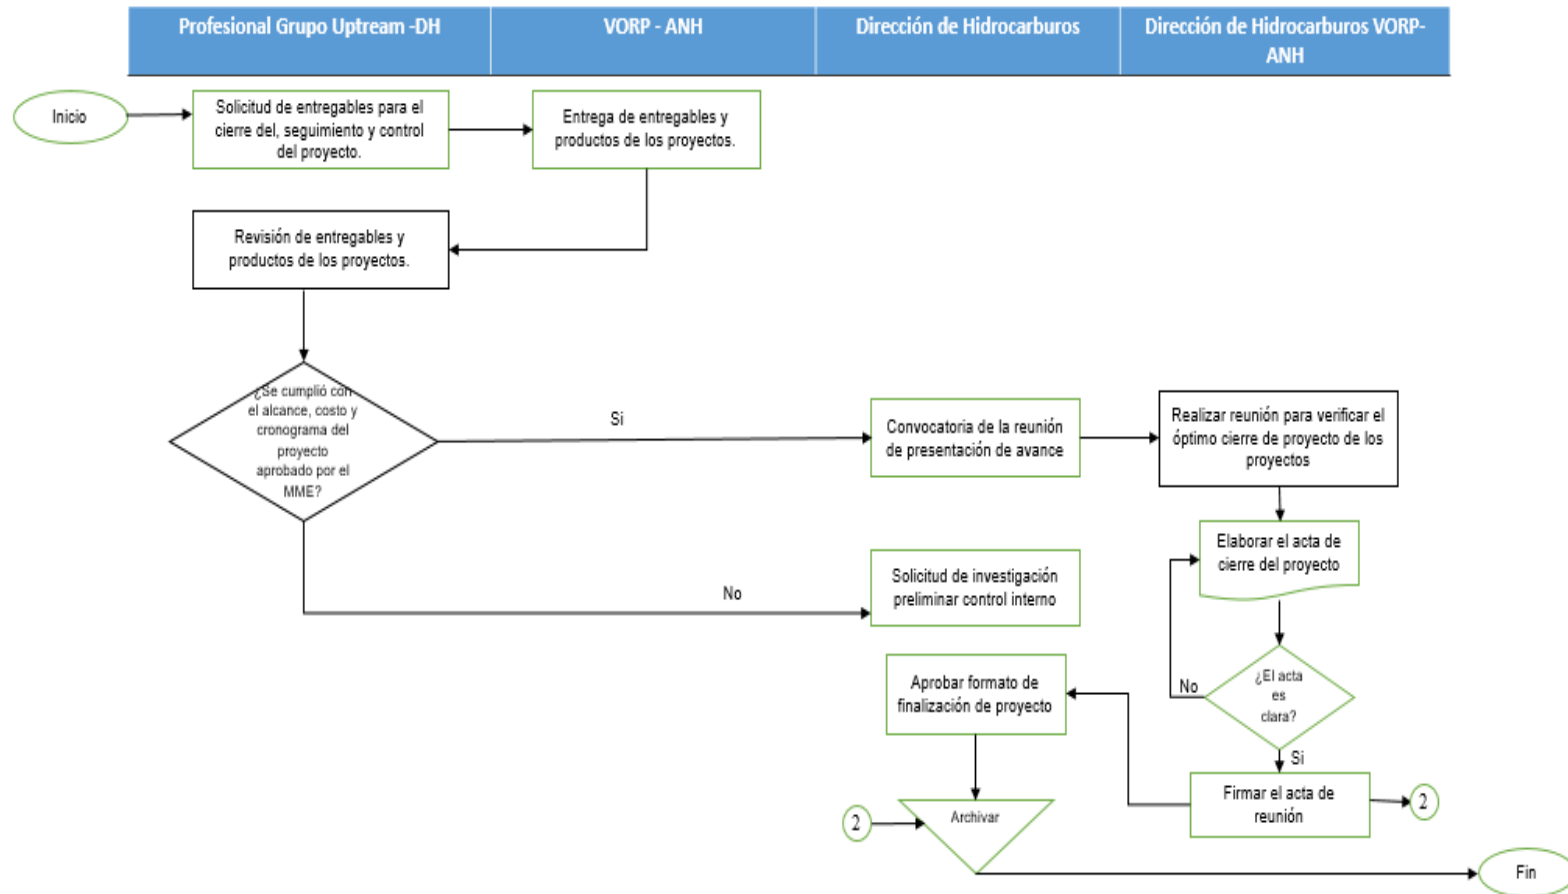 Profesional Grupo Uptream -DH
VORP - ANH
Dirección de Hidrocarburos
Dirección de Hidrocarburos VORP-
ANH
Inicio
Solicitud de entregables para el
cierre del, seguimiento y control
del proyecto.
Entrega de entregables y
productos de los proyectos.
Revisión de entregables y
productos de los proyectos.
¿Se cumplió con
el alcance, costo y
cronograma del
proyecto
aprobado por el
MME?
Si
Convocatoria de la reunión
de presentación de avance
Realizar reunión para verificar el
óptimo cierre de proyecto de los
proyectos
Elaborar el acta de
cierre del proyecto
No
Solicitud de investigación
preliminar control interno
Aprobar formato de
finalización de proyecto
No
¿El acta
es
clara?
Si
Firmar el acta de
reunión
2
2
Archivar
Fin